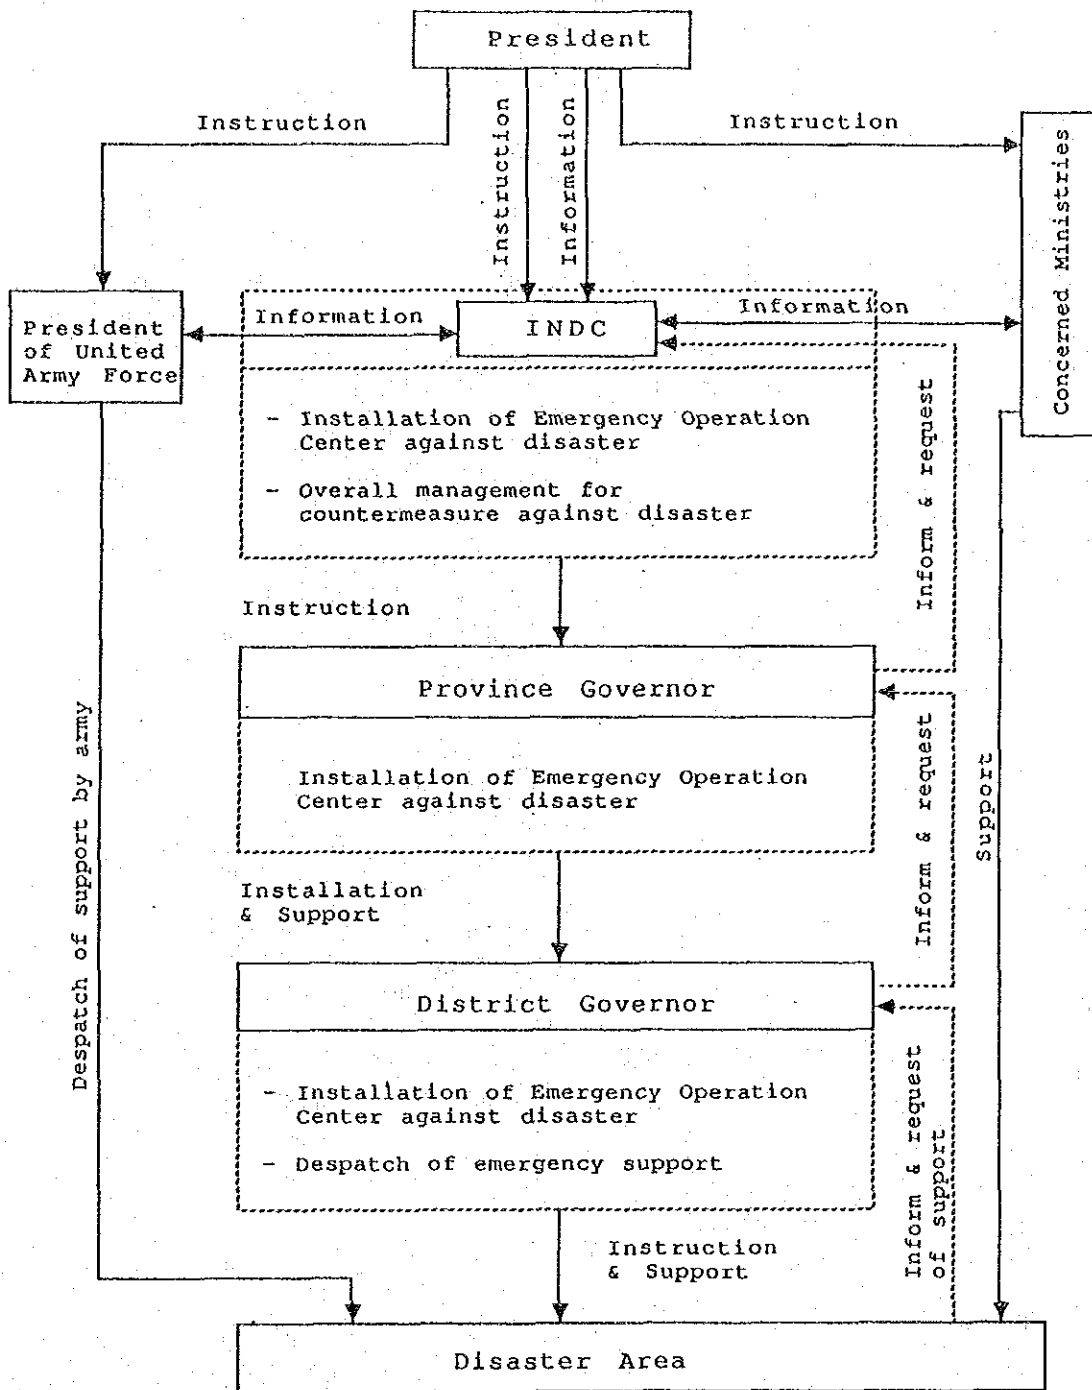 President
Instruction
Instruction
Information
Instruction
Concerned Ministries
President
of United
Army Force
Information
INDC
Information
- Installation of Emergency Operation
Center against disaster
- Overall management for
countermeasure against disaster
Inform & request
Instruction
Province Governor
Installation of Emergency Operation
Center against disaster
Inform & request
Support
Despatch of support by army
Installation
& Support
District Governor
- Installation of Emergency Operation
Center against disaster
- Despatch of emergency support
Inform & request
of support
Instruction
& Support
Disaster Area